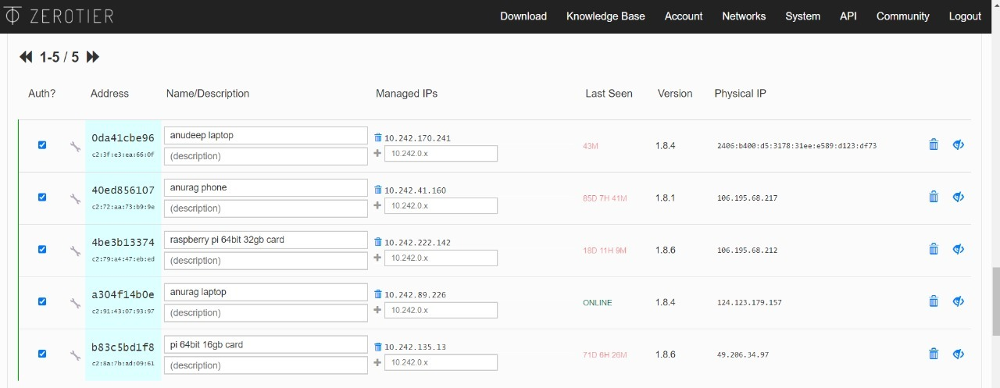 ZEROTIER Download Knowledge Base Account Networks System API Community Logout
1-5 / 5
Auth? Address Name/Description Managed IPs Last Seen Version Physical IP
0da41cbe96 anudeep laptop 10.242.170.241 43M 1.8.4 2406:b400:d5:3178:31ee:e589:d123:df73
c2:3f:e3:ea:66:0f (description) 10.242.0.x
40ed856107 anurag phone 10.242.41.160 85D 7H 41M 1.8.1 106.195.68.217
c2:72:aa:73:b9:9e (description) 10.242.0.x
4be3b13374 raspberry pi 64bit 32gb card 10.242.222.142 18D 11H 9M 1.8.6 106.195.68.212
c2:79:a4:47:eb:ed (description) 10.242.0.x
a304f14b0e anurag laptop 10.242.89.226 ONLINE 1.8.4 124.123.179.157
c2:91:43:07:93:97 (description) 10.242.0.x
b83c5bd1f8 pi 64bit 16gb card 10.242.135.13 71D 6H 26M 1.8.6 49.206.34.97
c2:8a:7b:ad:09:61 (description) 10.242.0.x